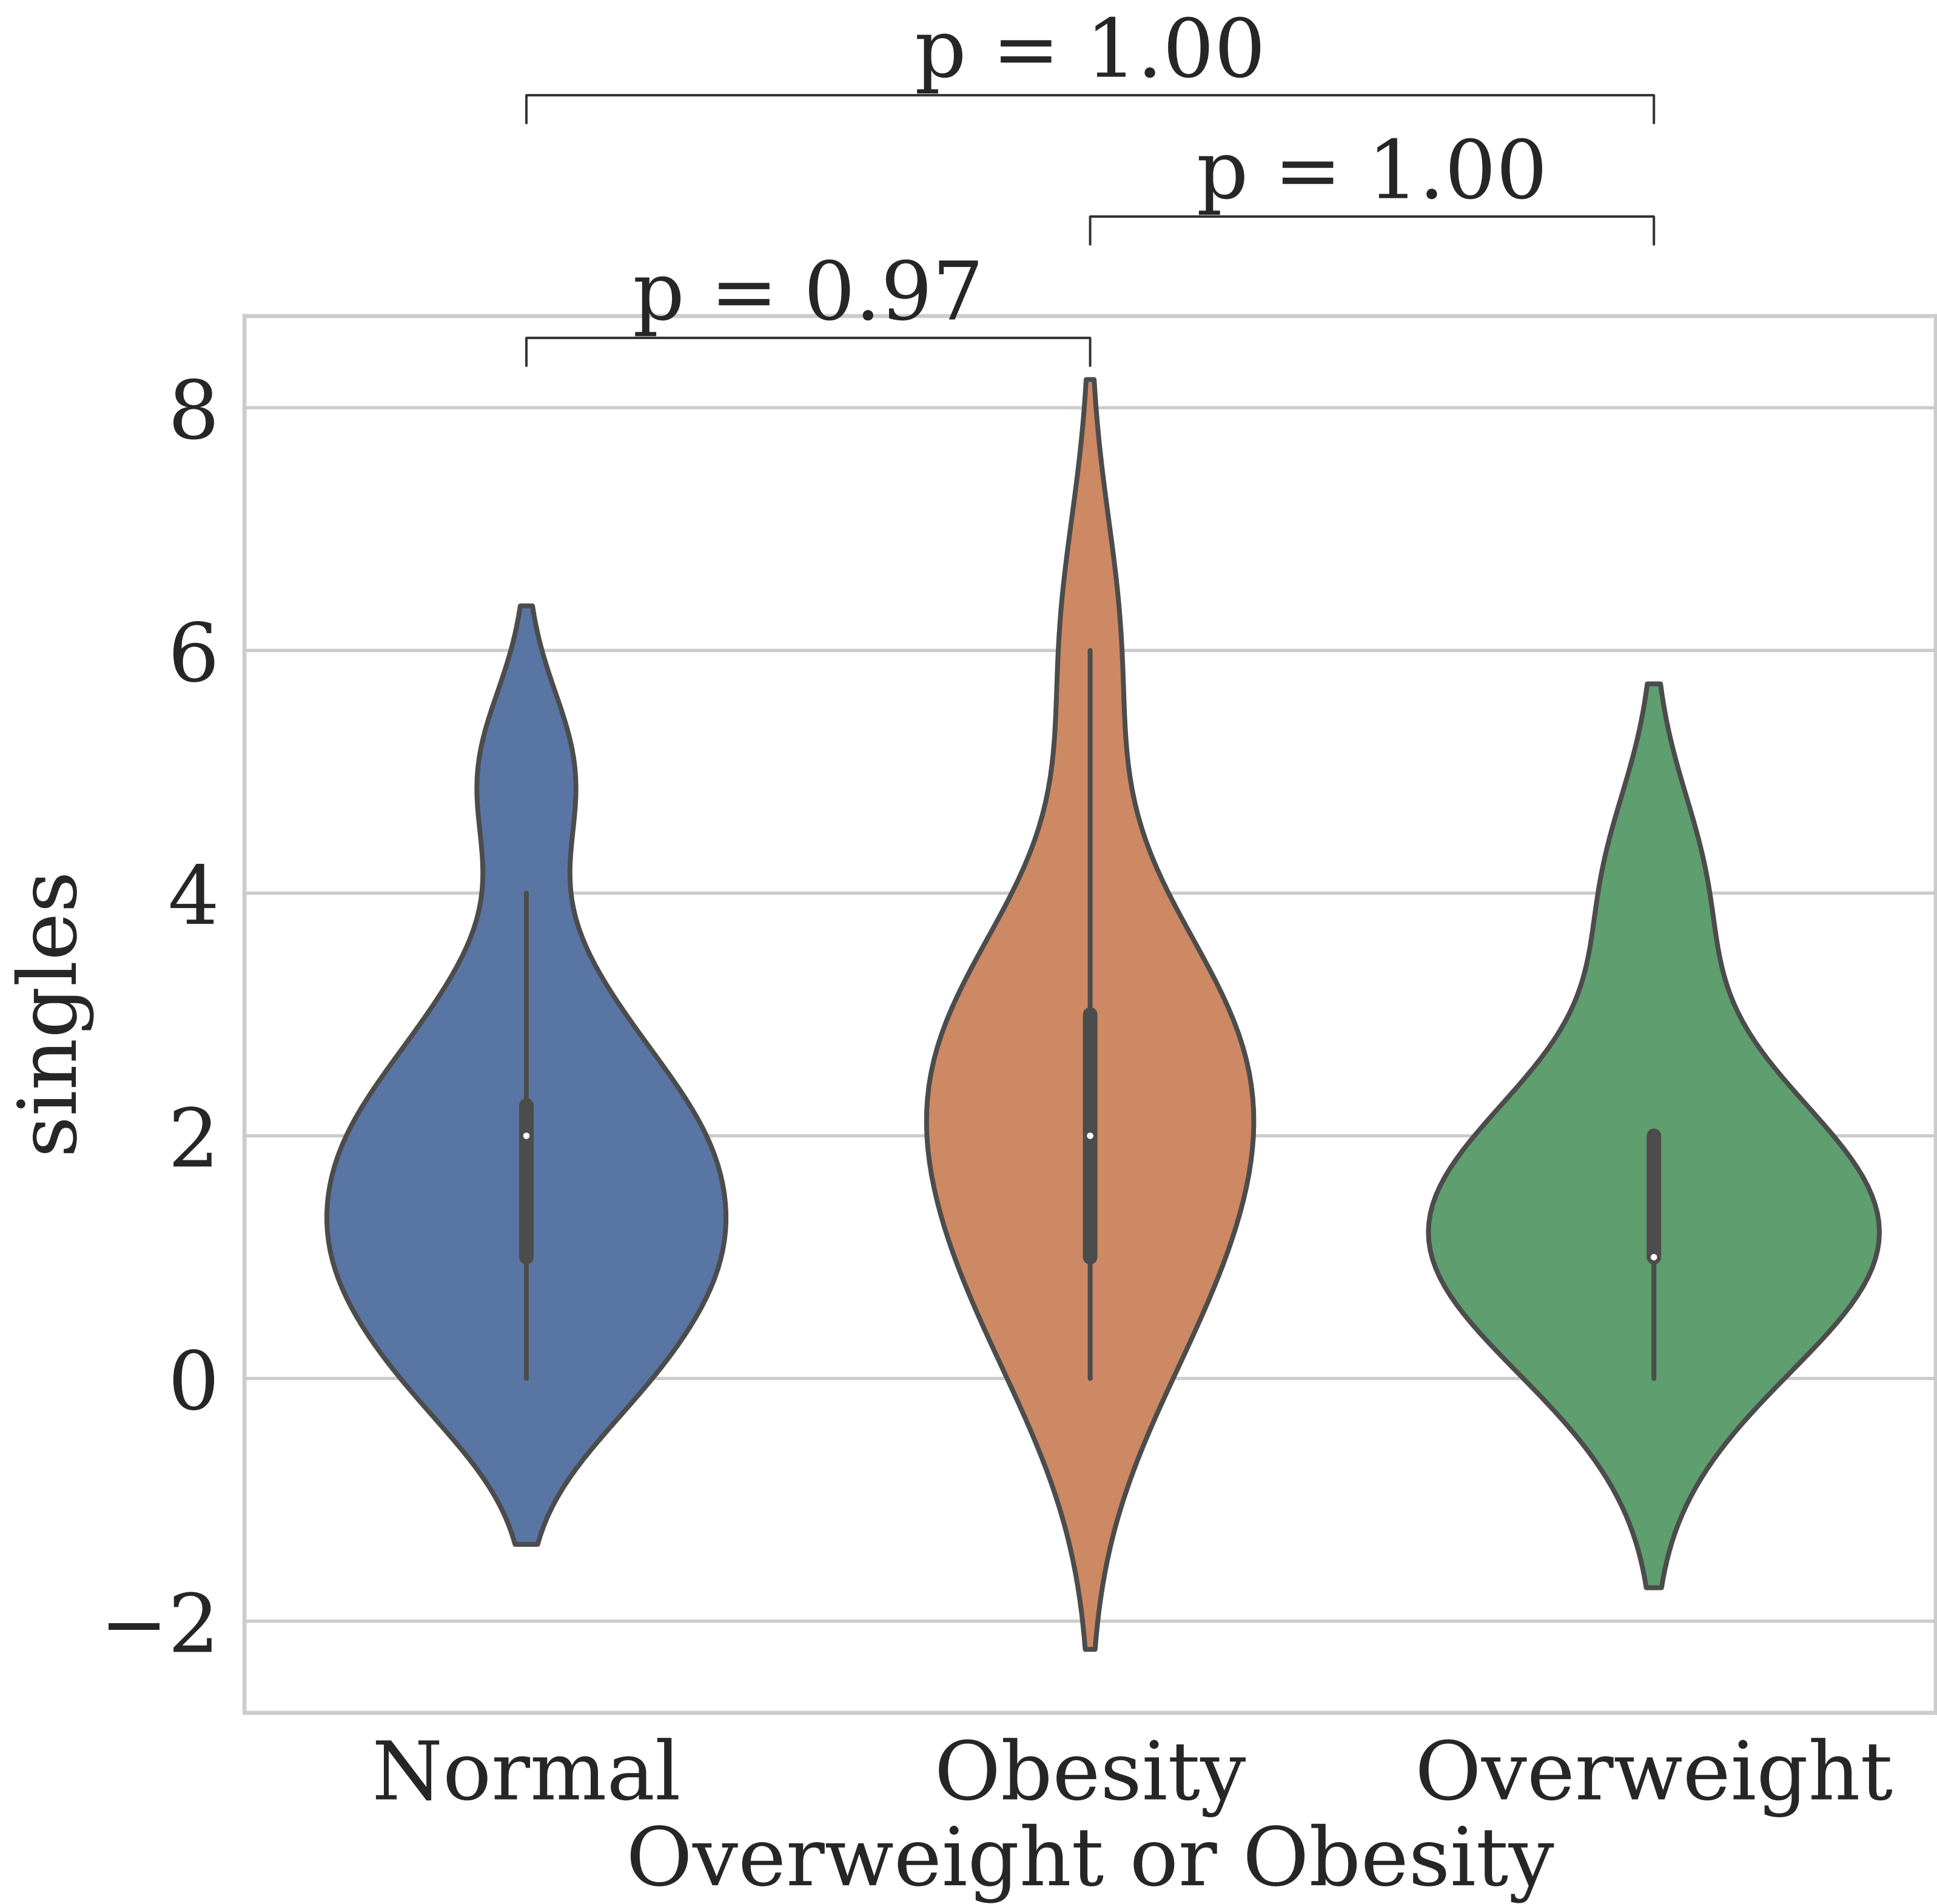 p = 1.00
p = 1.00
p = 0.97
8
6
4
2
0
−2
singles
Normal
Obesity
Overweight
Overweight or Obesity